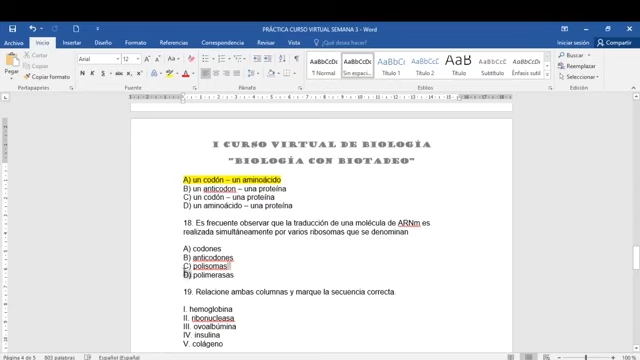 PRÁCTICA CURSO VIRTUAL SEMANA 3 - Word
Archivo Inicio Insertar Diseño Formato Referencias Correspondencia Revisar Vista ¿Qué desea hacer? Iniciar sesión Compartir
Pegar
Cortar
Copiar
Copiar formato
Portapapeles
Arial 12
Fuente
Párrafo
AaBbCcDc AaBbCcDc AaBbC AaBbCcC AaB AaBbCcD
1 Normal Sin espaci... Título 1 Título 2 Título Énfasis sutil
Estilos
Buscar
Reemplazar
Seleccionar
Edición
I CURSO VIRTUAL DE BIOLOGÍA
"BIOLOGÍA CON BIOTADEO"
A) un codón – un aminoácido
B) un anticodon – una proteína
C) un codón – una proteína
D) un aminoácido – una proteína
18. Es frecuente observar que la traducción de una molécula de ARNm es
realizada simultáneamente por varios ribosomas que se denominan
A) codones
B) anticodones
C) polisomas
D) polimerasas
19. Relacione ambas columnas y marque la secuencia correcta.
I. hemoglobina
II. ribonucleasa
III. ovoalbúmina
IV. insulina
V. colágeno
Página 4 de 5 803 palabras Español (España) 100 %